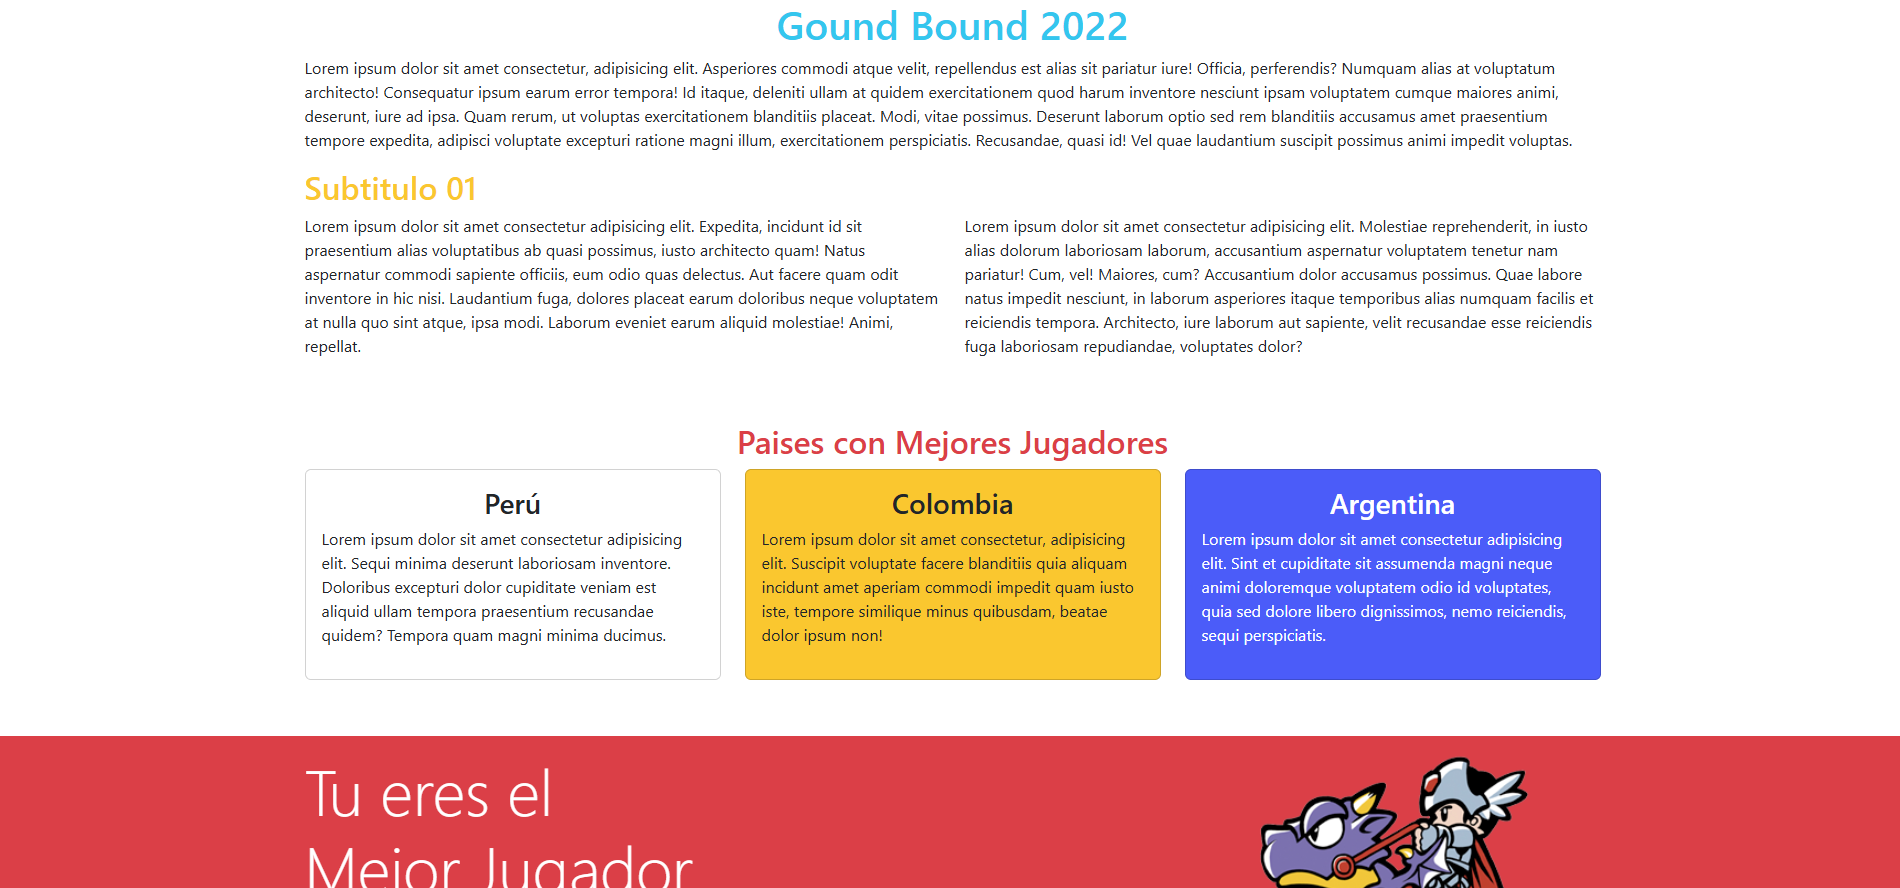 Gound Bound 2022
Lorem ipsum dolor sit amet consectetur, adipisicing elit. Asperiores commodi atque velit, repellendus est alias sit pariatur iure! Officia, perferendis? Numquam alias at voluptatum
architecto! Consequatur ipsum earum error tempora! Id itaque, deleniti ullam at quidem exercitationem quod harum inventore nesciunt ipsam voluptatem cumque maiores animi,
deserunt, iure ad ipsa. Quam rerum, ut voluptas exercitationem blanditiis placeat. Modi, vitae possimus. Deserunt laborum optio sed rem blanditiis accusamus amet praesentium
tempore expedita, adipisci voluptate excepturi ratione magni illum, exercitationem perspiciatis. Recusandae, quasi id! Vel quae laudantium suscipit possimus animi impedit voluptas.
Subtitulo 01
Lorem ipsum dolor sit amet consectetur adipisicing elit. Expedita, incidunt id sit
praesentium alias voluptatibus ab quasi possimus, iusto architecto quam! Natus
aspernatur commodi sapiente officiis, eum odio quas delectus. Aut facere quam odit
inventore in hic nisi. Laudantium fuga, dolores placeat earum doloribus neque voluptatem
at nulla quo sint atque, ipsa modi. Laborum eveniet earum aliquid molestiae! Animi,
repellat.
Lorem ipsum dolor sit amet consectetur adipisicing elit. Molestiae reprehenderit, in iusto
alias dolorum laboriosam laborum, accusantium aspernatur voluptatem tenetur nam
pariatur! Cum, vel! Maiores, cum? Accusantium dolor accusamus possimus. Quae labore
natus impedit nesciunt, in laborum asperiores itaque temporibus alias numquam facilis et
reiciendis tempora. Architecto, iure laborum aut sapiente, velit recusandae esse reiciendis
fuga laboriosam repudiandae, voluptates dolor?
Paises con Mejores Jugadores
Perú
Lorem ipsum dolor sit amet consectetur adipisicing
elit. Sequi minima deserunt laboriosam inventore.
Doloribus excepturi dolor cupiditate veniam est
aliquid ullam tempora praesentium recusandae
quidem? Tempora quam magni minima ducimus.
Colombia
Lorem ipsum dolor sit amet consectetur, adipisicing
elit. Suscipit voluptate facere blanditiis quia aliquam
incidunt amet aperiam commodi impedit quam iusto
iste, tempore similique minus quibusdam, beatae
dolor ipsum non!
Argentina
Lorem ipsum dolor sit amet consectetur adipisicing
elit. Sint et cupiditate sit assumenda magni neque
animi doloremque voluptatem odio id voluptates,
quia sed dolore libero dignissimos, nemo reiciendis,
sequi perspiciatis.
Tu eres el
Mejor Jugador